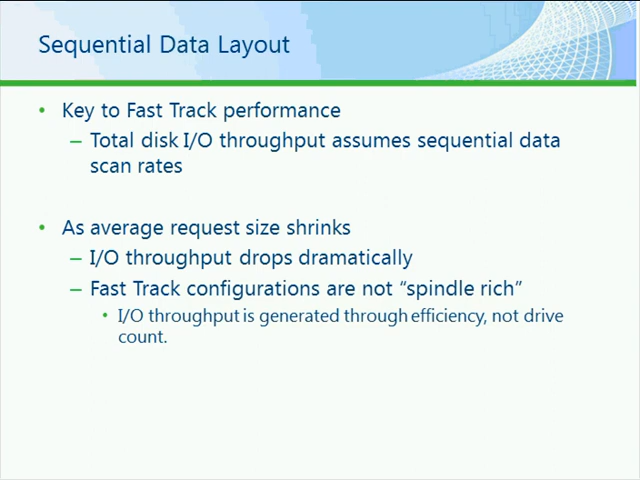 Sequential Data Layout
• Key to Fast Track performance
– Total disk I/O throughput assumes sequential data
scan rates
• As average request size shrinks
– I/O throughput drops dramatically
– Fast Track configurations are not “spindle rich”
• I/O throughput is generated through efficiency, not drive
count.